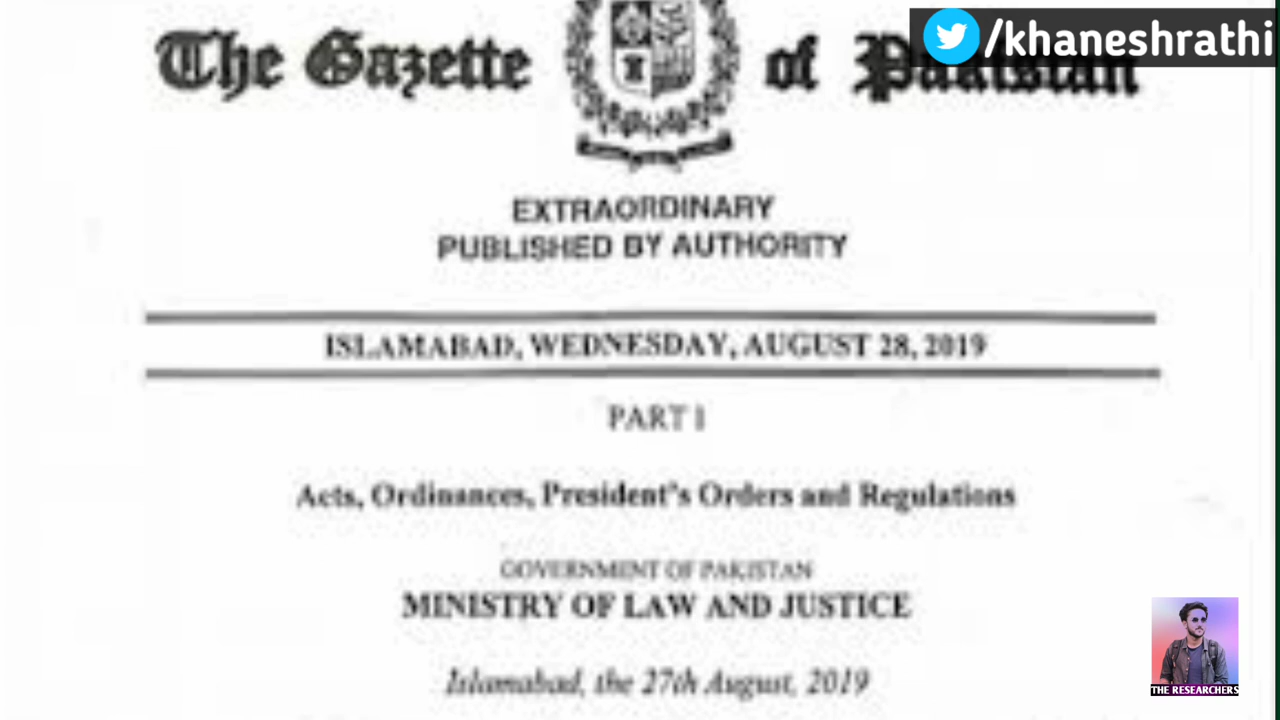 /khaneshrathi
The Gazette of Pakistan
EXTRAORDINARY
PUBLISHED BY AUTHORITY
ISLAMABAD, WEDNESDAY, AUGUST 28, 2019
PART I
Acts, Ordinances, President's Orders and Regulations
GOVERNMENT OF PAKISTAN
MINISTRY OF LAW AND JUSTICE
Islamabad, the 27th August, 2019
THE RESEARCHERS